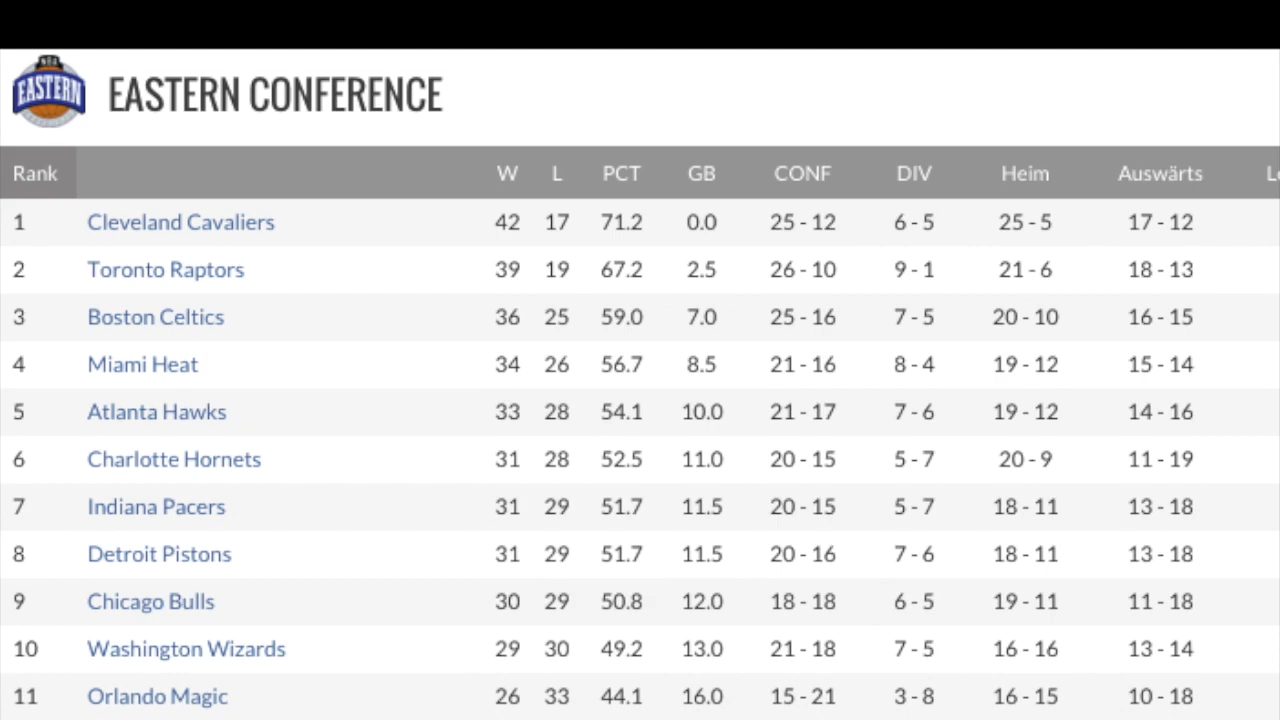 NBA
EASTERN
EASTERN CONFERENCE
Rank W L PCT GB CONF DIV Heim Auswärts
1 Cleveland Cavaliers 42 17 71.2 0.0 25 - 12 6 - 5 25 - 5 17 - 12
2 Toronto Raptors 39 19 67.2 2.5 26 - 10 9 - 1 21 - 6 18 - 13
3 Boston Celtics 36 25 59.0 7.0 25 - 16 7 - 5 20 - 10 16 - 15
4 Miami Heat 34 26 56.7 8.5 21 - 16 8 - 4 19 - 12 15 - 14
5 Atlanta Hawks 33 28 54.1 10.0 21 - 17 7 - 6 19 - 12 14 - 16
6 Charlotte Hornets 31 28 52.5 11.0 20 - 15 5 - 7 20 - 9 11 - 19
7 Indiana Pacers 31 29 51.7 11.5 20 - 15 5 - 7 18 - 11 13 - 18
8 Detroit Pistons 31 29 51.7 11.5 20 - 16 7 - 6 18 - 11 13 - 18
9 Chicago Bulls 30 29 50.8 12.0 18 - 18 6 - 5 19 - 11 11 - 18
10 Washington Wizards 29 30 49.2 13.0 21 - 18 7 - 5 16 - 16 13 - 14
11 Orlando Magic 26 33 44.1 16.0 15 - 21 3 - 8 16 - 15 10 - 18